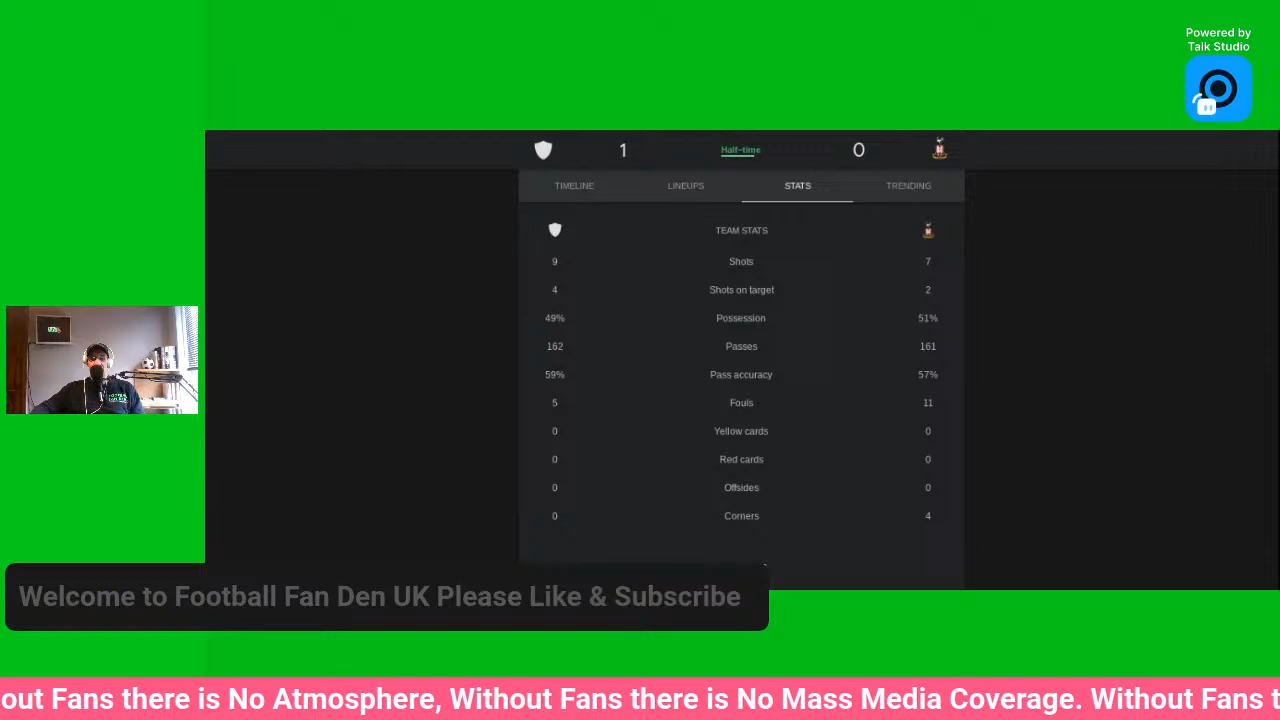 Powered by
Talk Studio
1 Half-time 0
TIMELINE LINEUPS STATS TRENDING
TEAM STATS
9 Shots 7
4 Shots on target 2
49% Possession 51%
162 Passes 161
59% Pass accuracy 57%
5 Fouls 11
0 Yellow cards 0
0 Red cards 0
0 Offsides 0
0 Corners 4
Welcome to Football Fan Den UK Please Like & Subscribe
out Fans there is No Atmosphere, Without Fans there is No Mass Media Coverage. Without Fans t